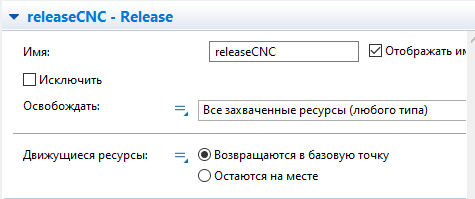 releaseCNC - Release
Имя: releaseCNC Отображать им
Исключить
Освобождать: Все захваченные ресурсы (любого типа)
Движущиеся ресурсы: Возвращаются в базовую точку
Остаются на месте